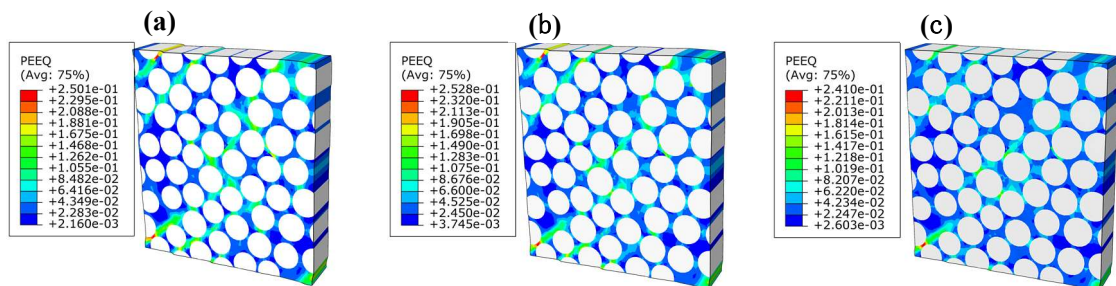 (a)
PEEQ
(Avg: 75%)
+2.501e-01
+2.295e-01
+2.088e-01
+1.881e-01
+1.675e-01
+1.468e-01
+1.262e-01
+1.055e-01
+8.482e-02
+6.416e-02
+4.349e-02
+2.283e-02
+2.160e-03
(b)
PEEQ
(Avg: 75%)
+2.528e-01
+2.320e-01
+2.113e-01
+1.905e-01
+1.698e-01
+1.490e-01
+1.283e-01
+1.075e-01
+8.676e-02
+6.600e-02
+4.525e-02
+2.450e-02
+3.745e-03
(c)
PEEQ
(Avg: 75%)
+2.410e-01
+2.211e-01
+2.013e-01
+1.814e-01
+1.615e-01
+1.417e-01
+1.218e-01
+1.019e-01
+8.207e-02
+6.220e-02
+4.234e-02
+2.247e-02
+2.603e-03